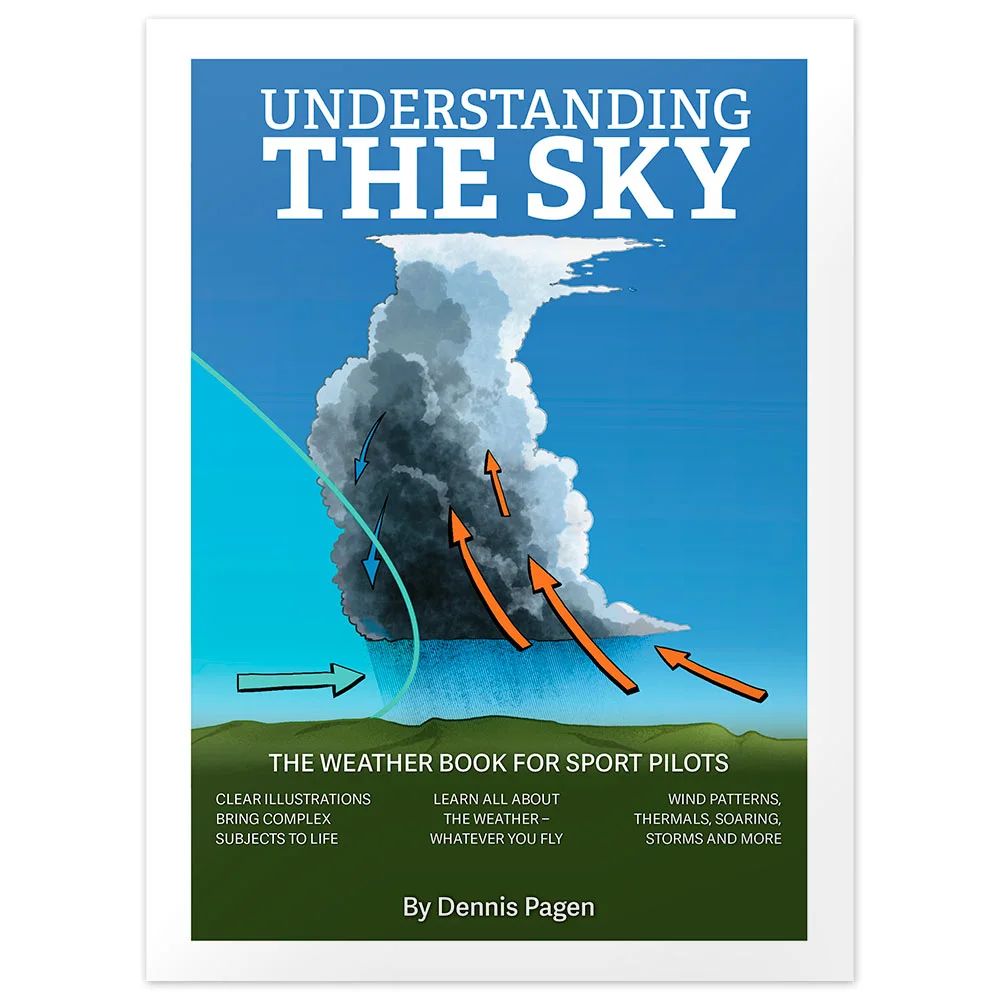 UNDERSTANDING
THE SKY
THE WEATHER BOOK FOR SPORT PILOTS
CLEAR ILLUSTRATIONS
BRING COMPLEX
SUBJECTS TO LIFE
LEARN ALL ABOUT
THE WEATHER –
WHATEVER YOU FLY
WIND PATTERNS,
THERMALS, SOARING,
STORMS AND MORE
By Dennis Pagen